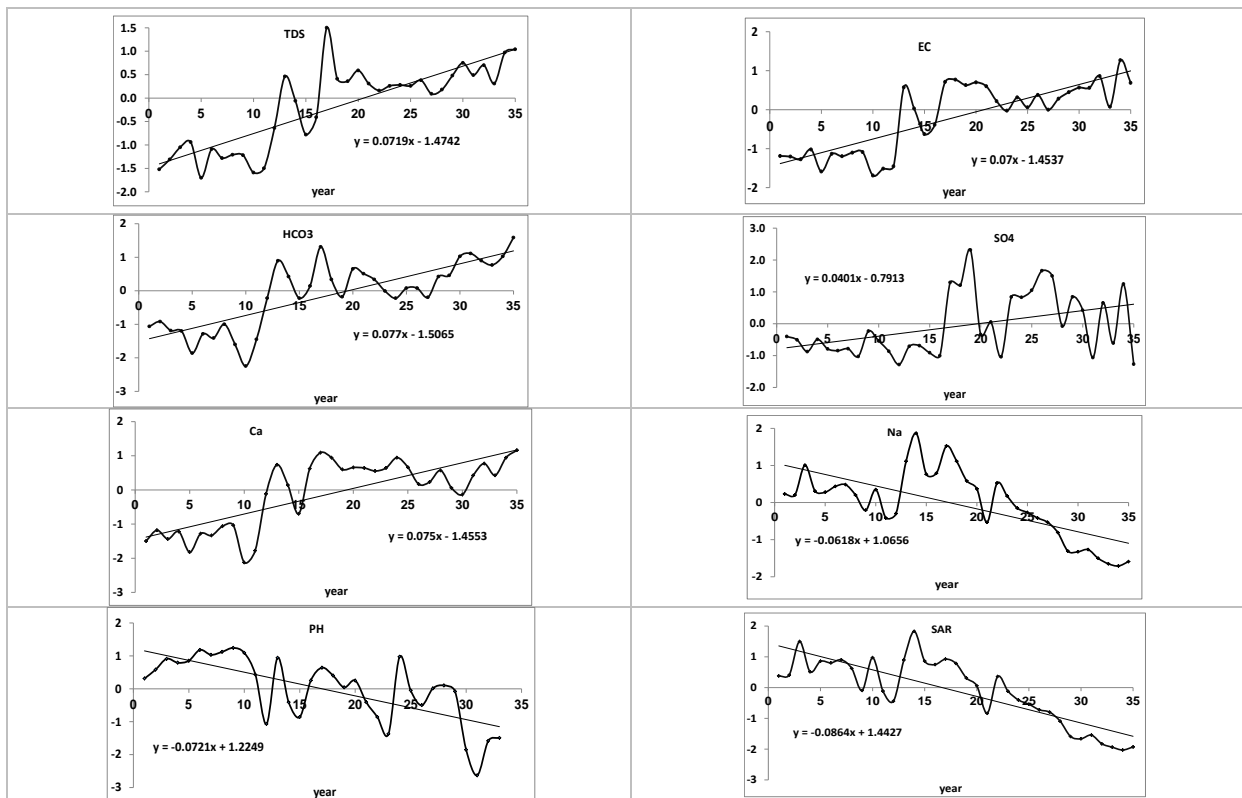 TDS
1.5
1.0
0.5
0.0
-0.5
-1.0
-1.5
-2.0
0 5 10 15 20 25 30 35
y = 0.0719x - 1.4742
year
EC
2
1
0
-1
-2
0 5 10 15 20 25 30 35
y = 0.07x - 1.4537
year
HCO3
2
1
0
-1
-2
-3
0 5 10 15 20 25 30 35
y = 0.077x - 1.5065
year
SO4
3.0
2.0
1.0
0.0
-1.0
-2.0
0 5 10 15 20 25 30 35
y = 0.0401x - 0.7913
year
Ca
2
1
0
-1
-2
-3
0 5 10 15 20 25 30 35
y = 0.075x - 1.4553
year
Na
2
1
0
-1
-2
0 5 10 15 20 25 30 35
y = -0.0618x + 1.0656
year
PH
2
1
0
-1
-2
-3
0 5 10 15 20 25 30 35
y = -0.0721x + 1.2249
year
SAR
2
1
0
-1
-2
-3
0 5 10 15 20 25 30 35
y = -0.0864x + 1.4427
year